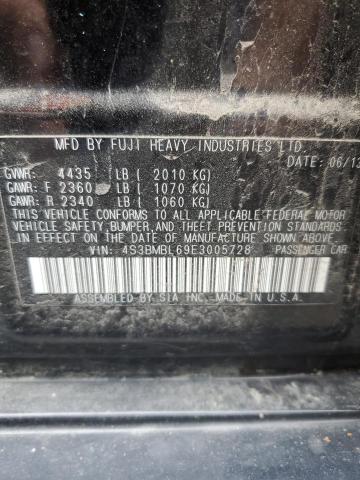 MFD BY FUJI HEAVY INDUSTRIES LTD.
DATE: 06/13
GVWR: 4435 LB ( 2010 KG)
GAWR: F 2360 LB ( 1070 KG)
GAWR: R 2340 LB ( 1060 KG)
THIS VEHICLE CONFORMS TO ALL APPLICABLE FEDERAL MOTOR
VEHICLE SAFETY, BUMPER, AND THEFT PREVENTION STANDARDS
IN EFFECT ON THE DATE OF MANUFACTURE SHOWN ABOVE.
VIN: 4S3BMBL69E3005728 PASSENGER CAR
ASSEMBLED BY SIA INC. MADE IN U.S.A.